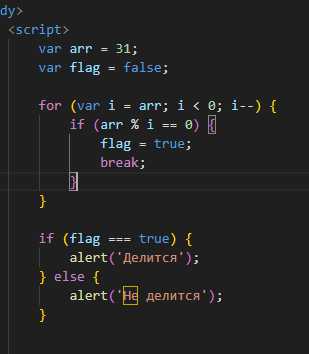 dy>
<script>
var arr = 31;
var flag = false;
for (var i = arr; i < 0; i--) {
if (arr % i == 0) {
flag = true;
break;
}
}
if (flag === true) {
alert('Делится');
} else {
alert('Не делится');
}